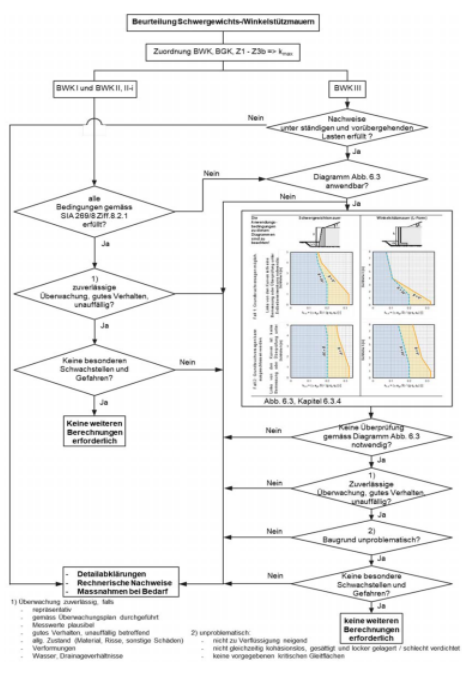 Beurteilung Schwergewichts-/Winkelstützmauern
Zuordnung BWK, BGK, Z1 - Z3b => kmax
BWK I und BWK II, II-i
BWK III
Nein
Nachweise
unter ständigen und vorübergehenden
Lasten erfüllt ?
Ja
Nein
Diagramm Abb. 6.3
anwendbar?
Nein
Ja
alle
Bedingungen gemäss
SIA 269/8 Ziff. 8.2.1
erfüllt?
Ja
Schwergewichtsmauer
Winkelstützmauer
1)
zuverlässige
Überwachung, gutes Verhalten,
unauffällig?
Ja
Keine besonderen
Schwachstellen und
Gefahren?
Nein
Ja
Keine weiteren
Berechnungen
erforderlich
Abb. 6.3, Kapitel 6.3.4
Nein
Keine Überprüfung
gemäss Diagramm Abb. 6.3
notwendig?
Ja
Nein
1)
Zuverlässige
Überwachung, gutes Verhalten,
unauffällig?
Ja
Nein
2)
Baugrund unproblematisch?
Ja
Nein
Keine besondere
Schwachstellen und
Gefahren?
Ja
keine weiteren
Berechnungen
erforderlich
- Detailabklärungen
- Rechnerische Nachweise
- Massnahmen bei Bedarf
1) Überwachung zuverlässig, falls
- repräsentativ
- gemäss Überwachungsplan durchgeführt
- Messwerte plausibel
- gutes Verhalten, unauffällig betreffend
- allg. Zustand (Material, Risse, sonstige Schäden)
- Verformungen
- Wasser, Drainageverhältnisse
2) unproblematisch:
- nicht zu Verflüssigung neigend
- nicht gleichzeitig kohäsionslos, gesättigt und locker gelagert / schlecht verdichtet
- keine vorgegebenen kritischen Gleitflächen